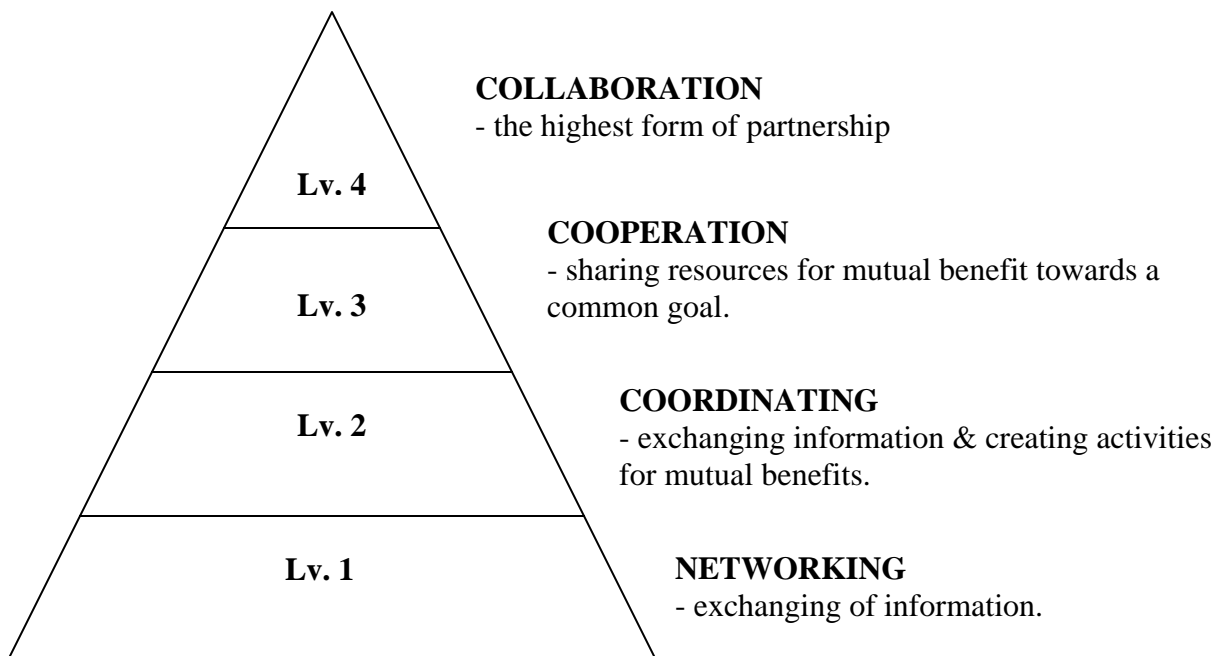 COLLABORATION
- the highest form of partnership
Lv. 4
COOPERATION
- sharing resources for mutual benefit towards a
common goal.
Lv. 3
COORDINATING
- exchanging information & creating activities
for mutual benefits.
Lv. 2
NETWORKING
- exchanging of information.
Lv. 1